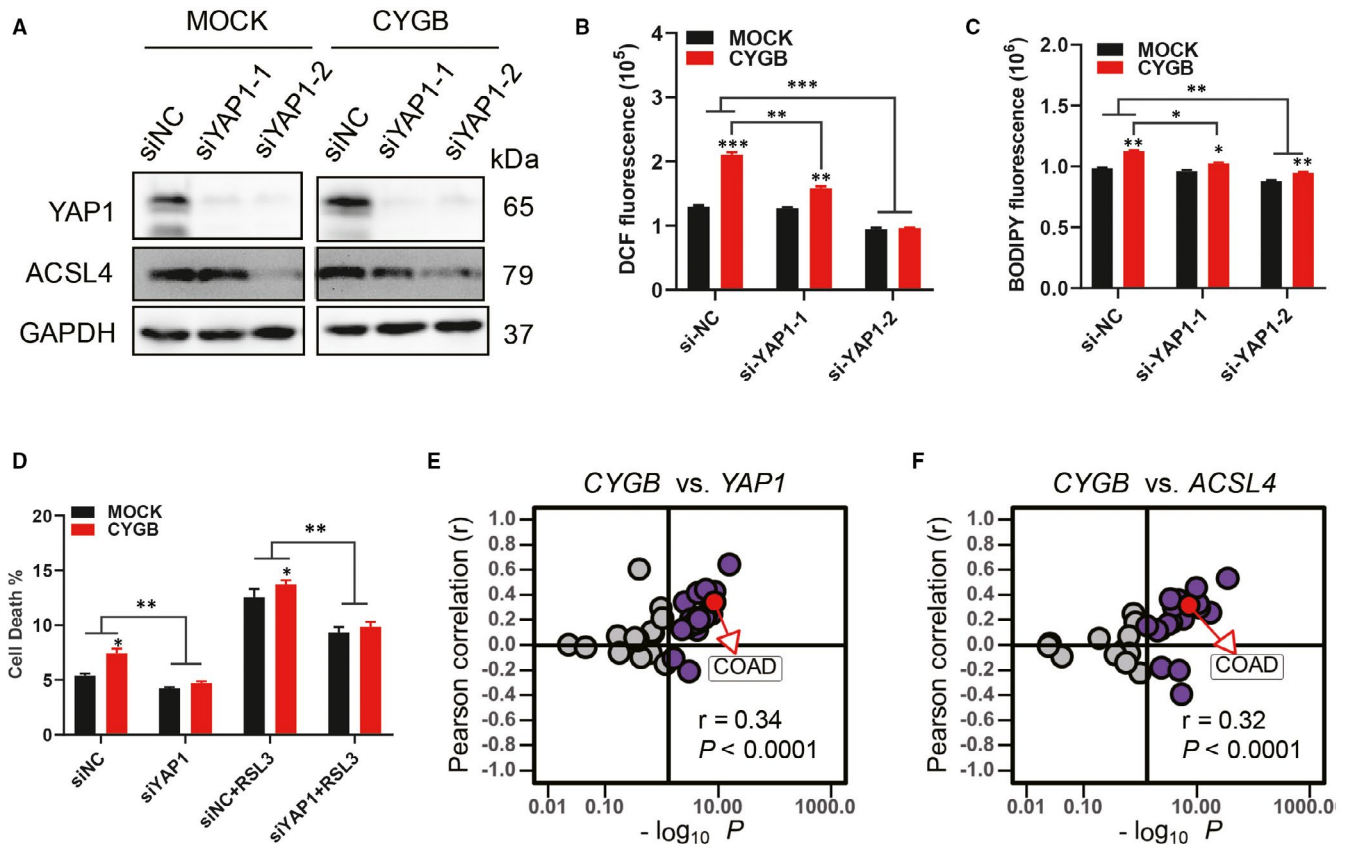 A
MOCK CYGB
siNC siYAP1-1 siYAP1-2 siNC siYAP1-1 siYAP1-2
kDa
YAP1 65
ACSL4 79
GAPDH 37
B
MOCK
CYGB
DCF fluorescence (10⁵)
4
3
2
1
0
***
**
***
**
si-NC si-YAP1-1 si-YAP1-2
C
MOCK
CYGB
BODIPY fluorescence (10⁶)
2.0
1.5
1.0
0.5
0.0
**
*
**
*
**
si-NC si-YAP1-1 si-YAP1-2
D
MOCK
CYGB
Cell Death %
20
15
10
5
0
**
*
**
*
siNC siYAP1 siNC+RSL3 siYAP1+RSL3
E
CYGB vs. YAP1
Pearson correlation (r)
1.0
0.8
0.6
0.4
0.2
0.0
-0.2
-0.4
-0.6
-0.8
-1.0
COAD
r = 0.34
P < 0.0001
0.01 0.10 10.00 1000.0
- log₁₀ P
F
CYGB vs. ACSL4
Pearson correlation (r)
1.0
0.8
0.6
0.4
0.2
0.0
-0.2
-0.4
-0.6
-0.8
-1.0
COAD
r = 0.32
P < 0.0001
0.01 0.10 10.00 1000.0
- log₁₀ P